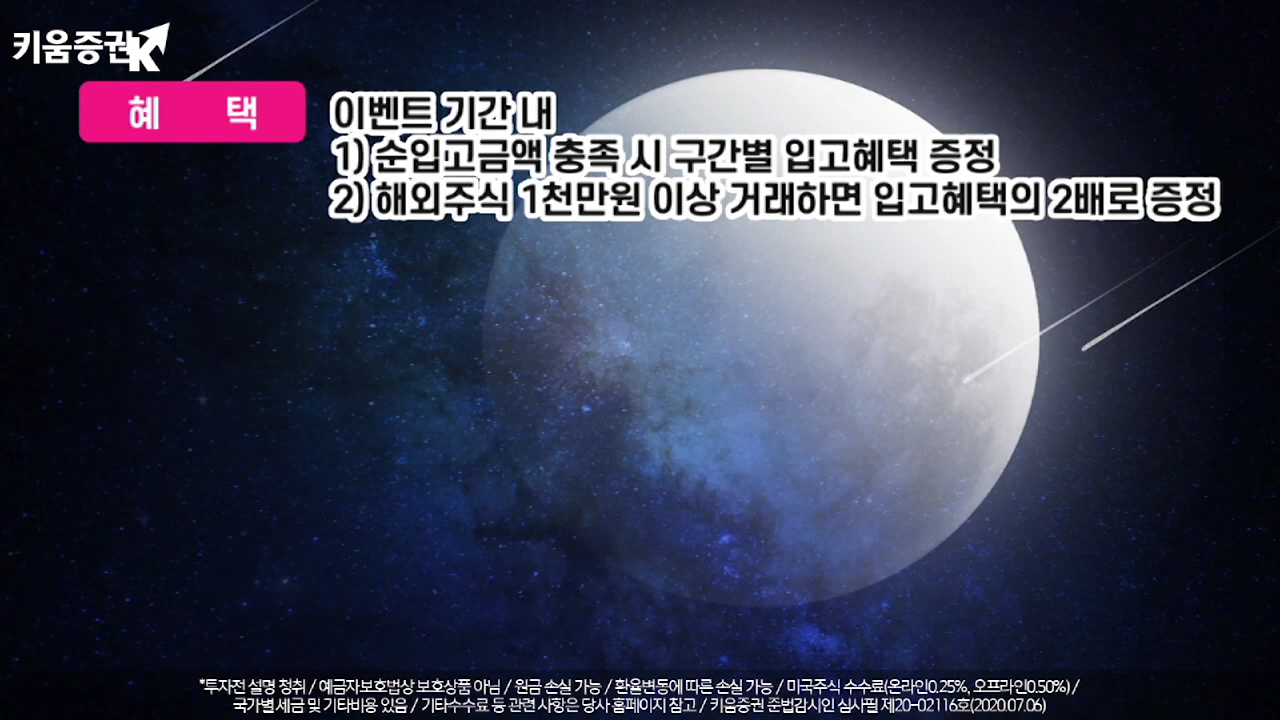 키움증권
혜 택
이벤트 기간 내
1) 순입고금액 충족 시 구간별 입고혜택 증정
2) 해외주식 1천만원 이상 거래하면 입고혜택의 2배로 증정
*투자전 설명 청취 / 예금자보호법상 보호상품 아님 / 원금 손실 가능 / 환율변동에 따른 손실 가능 / 미국주식 수수료(온라인0.25%, 오프라인0.50%) /
국가별 세금 및 기타비용 있음 / 기타수수료 등 관련 사항은 당사 홈페이지 참고 / 키움증권 준법감시인 심사필 제20-02116호(2020.07.06)